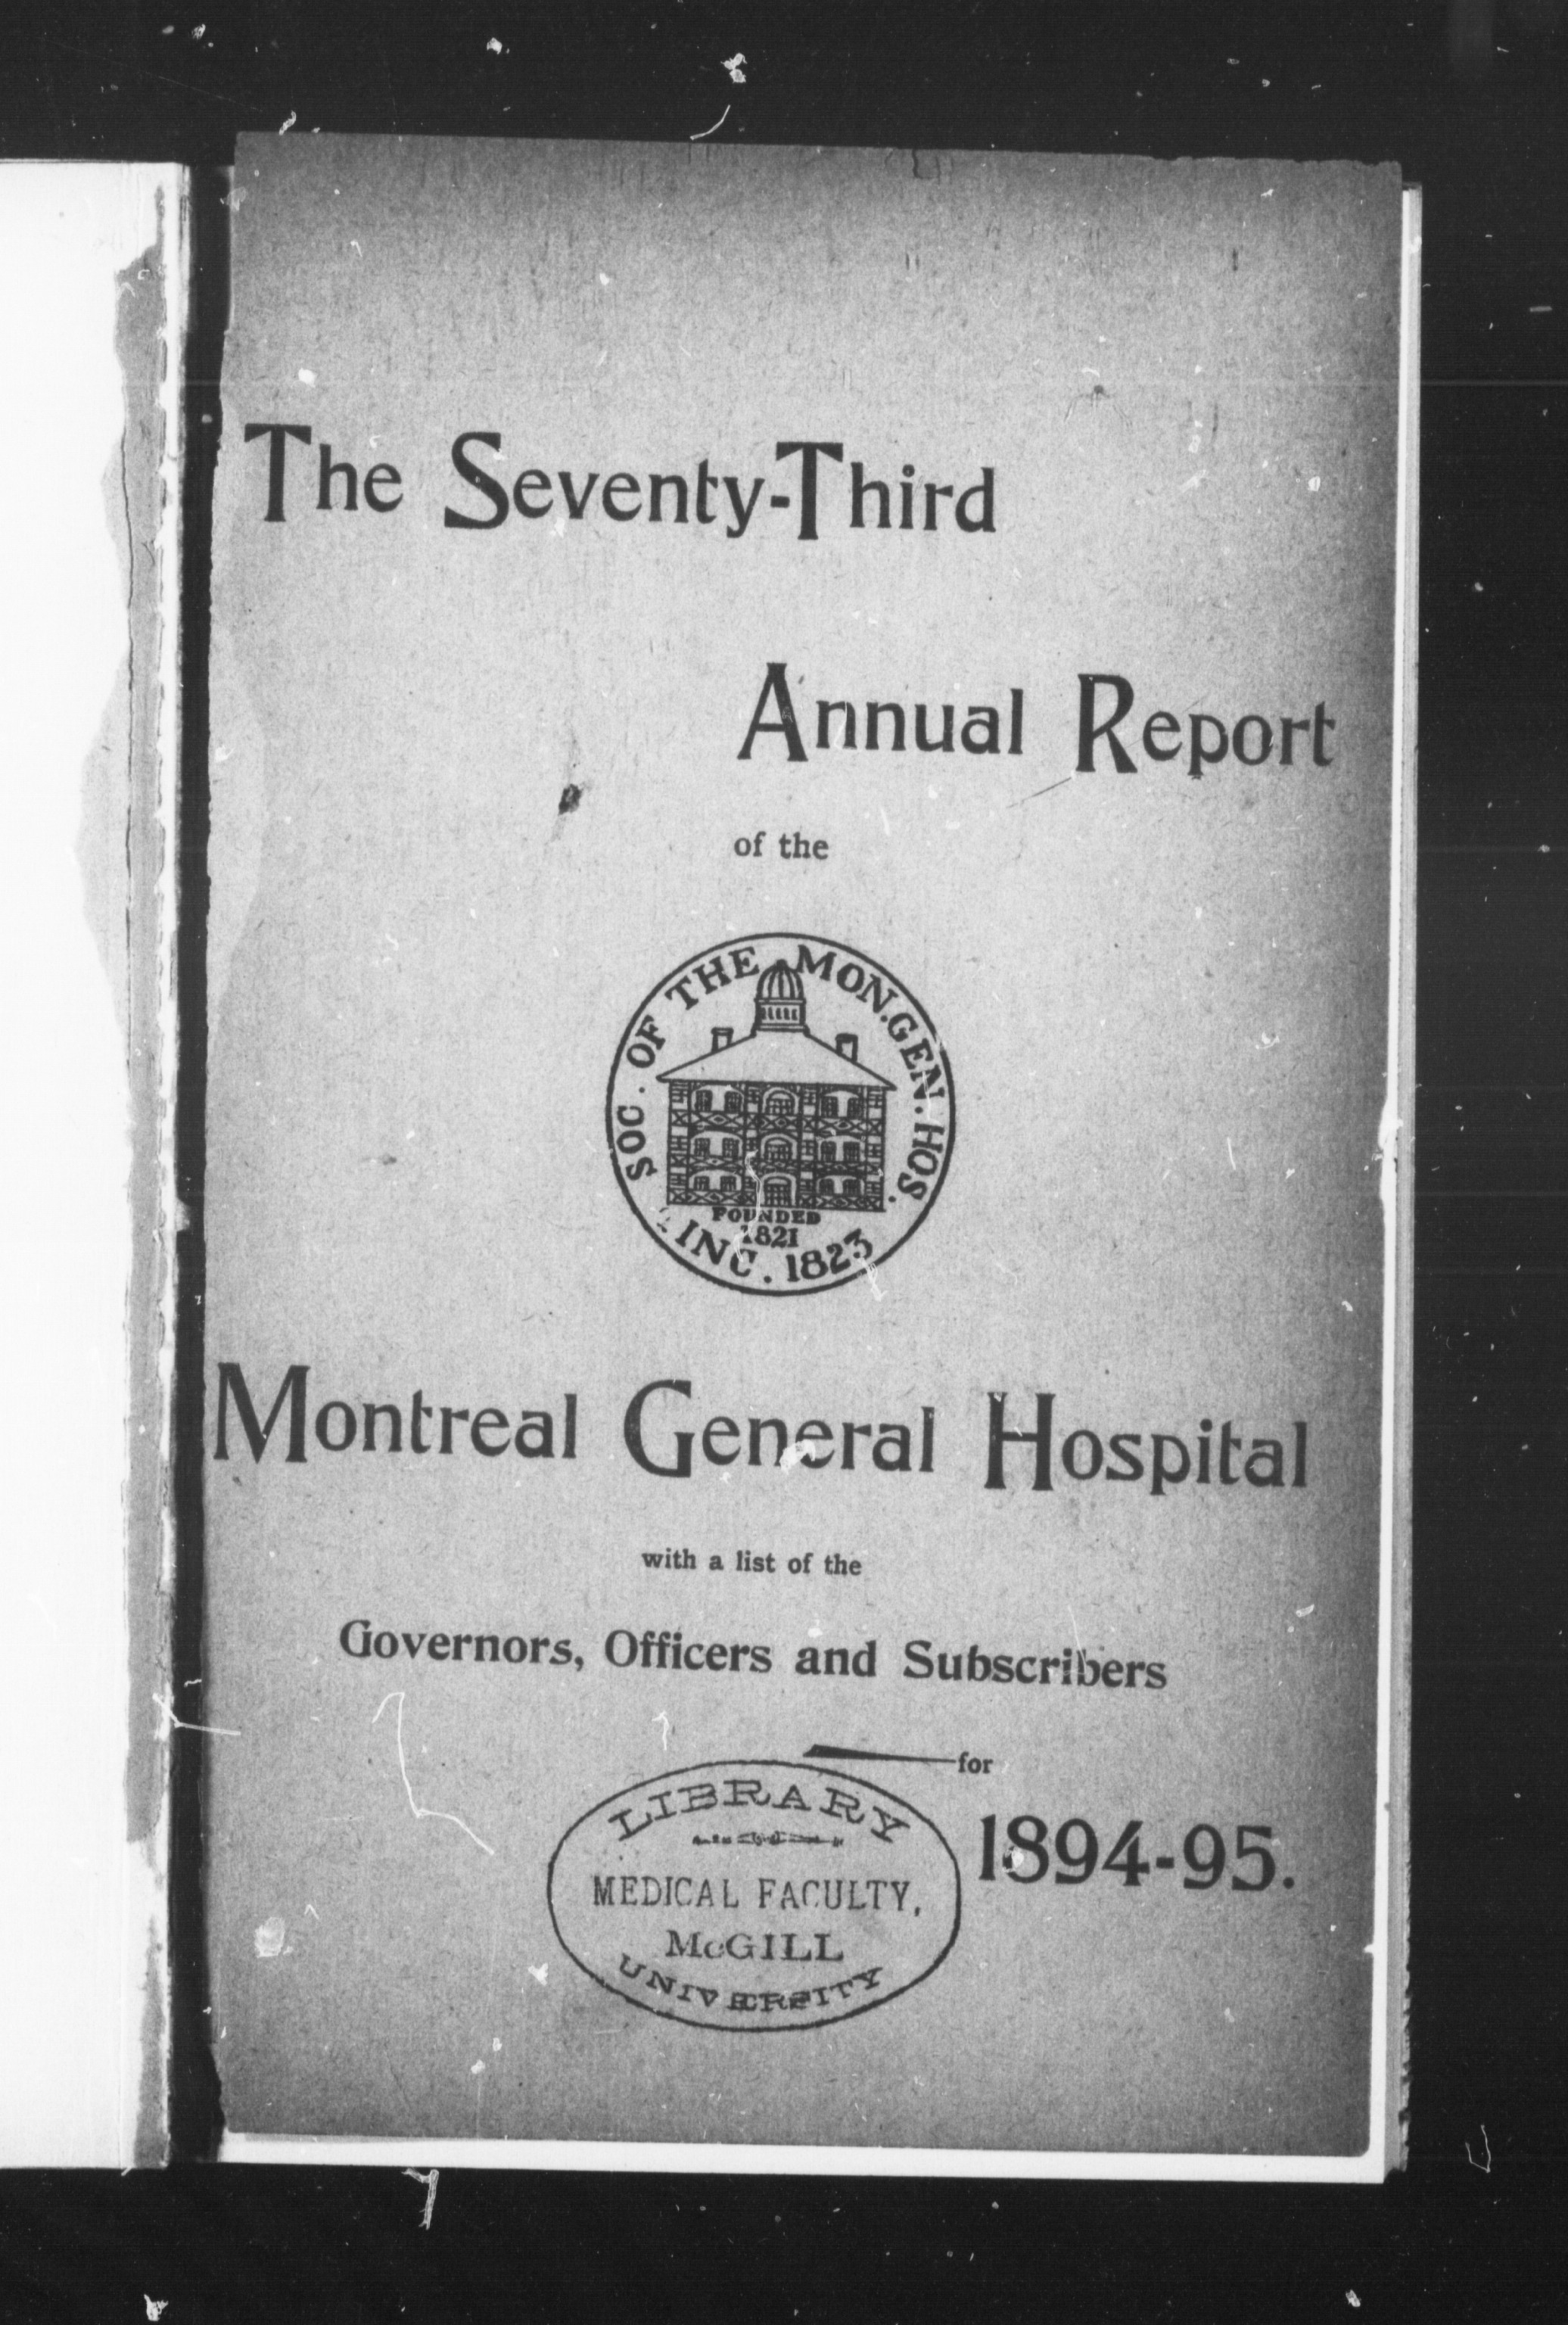 The Seventy-Third
Annual Report
of the
SOC. OF THE MON. GEN. HOS.
FOUNDED
1821
INC. 1823
Montreal General Hospital
with a list of the
Governors, Officers and Subscribers
for
1894-95.
LIBRARY
MEDICAL FACULTY,
McGILL
UNIVERSITY